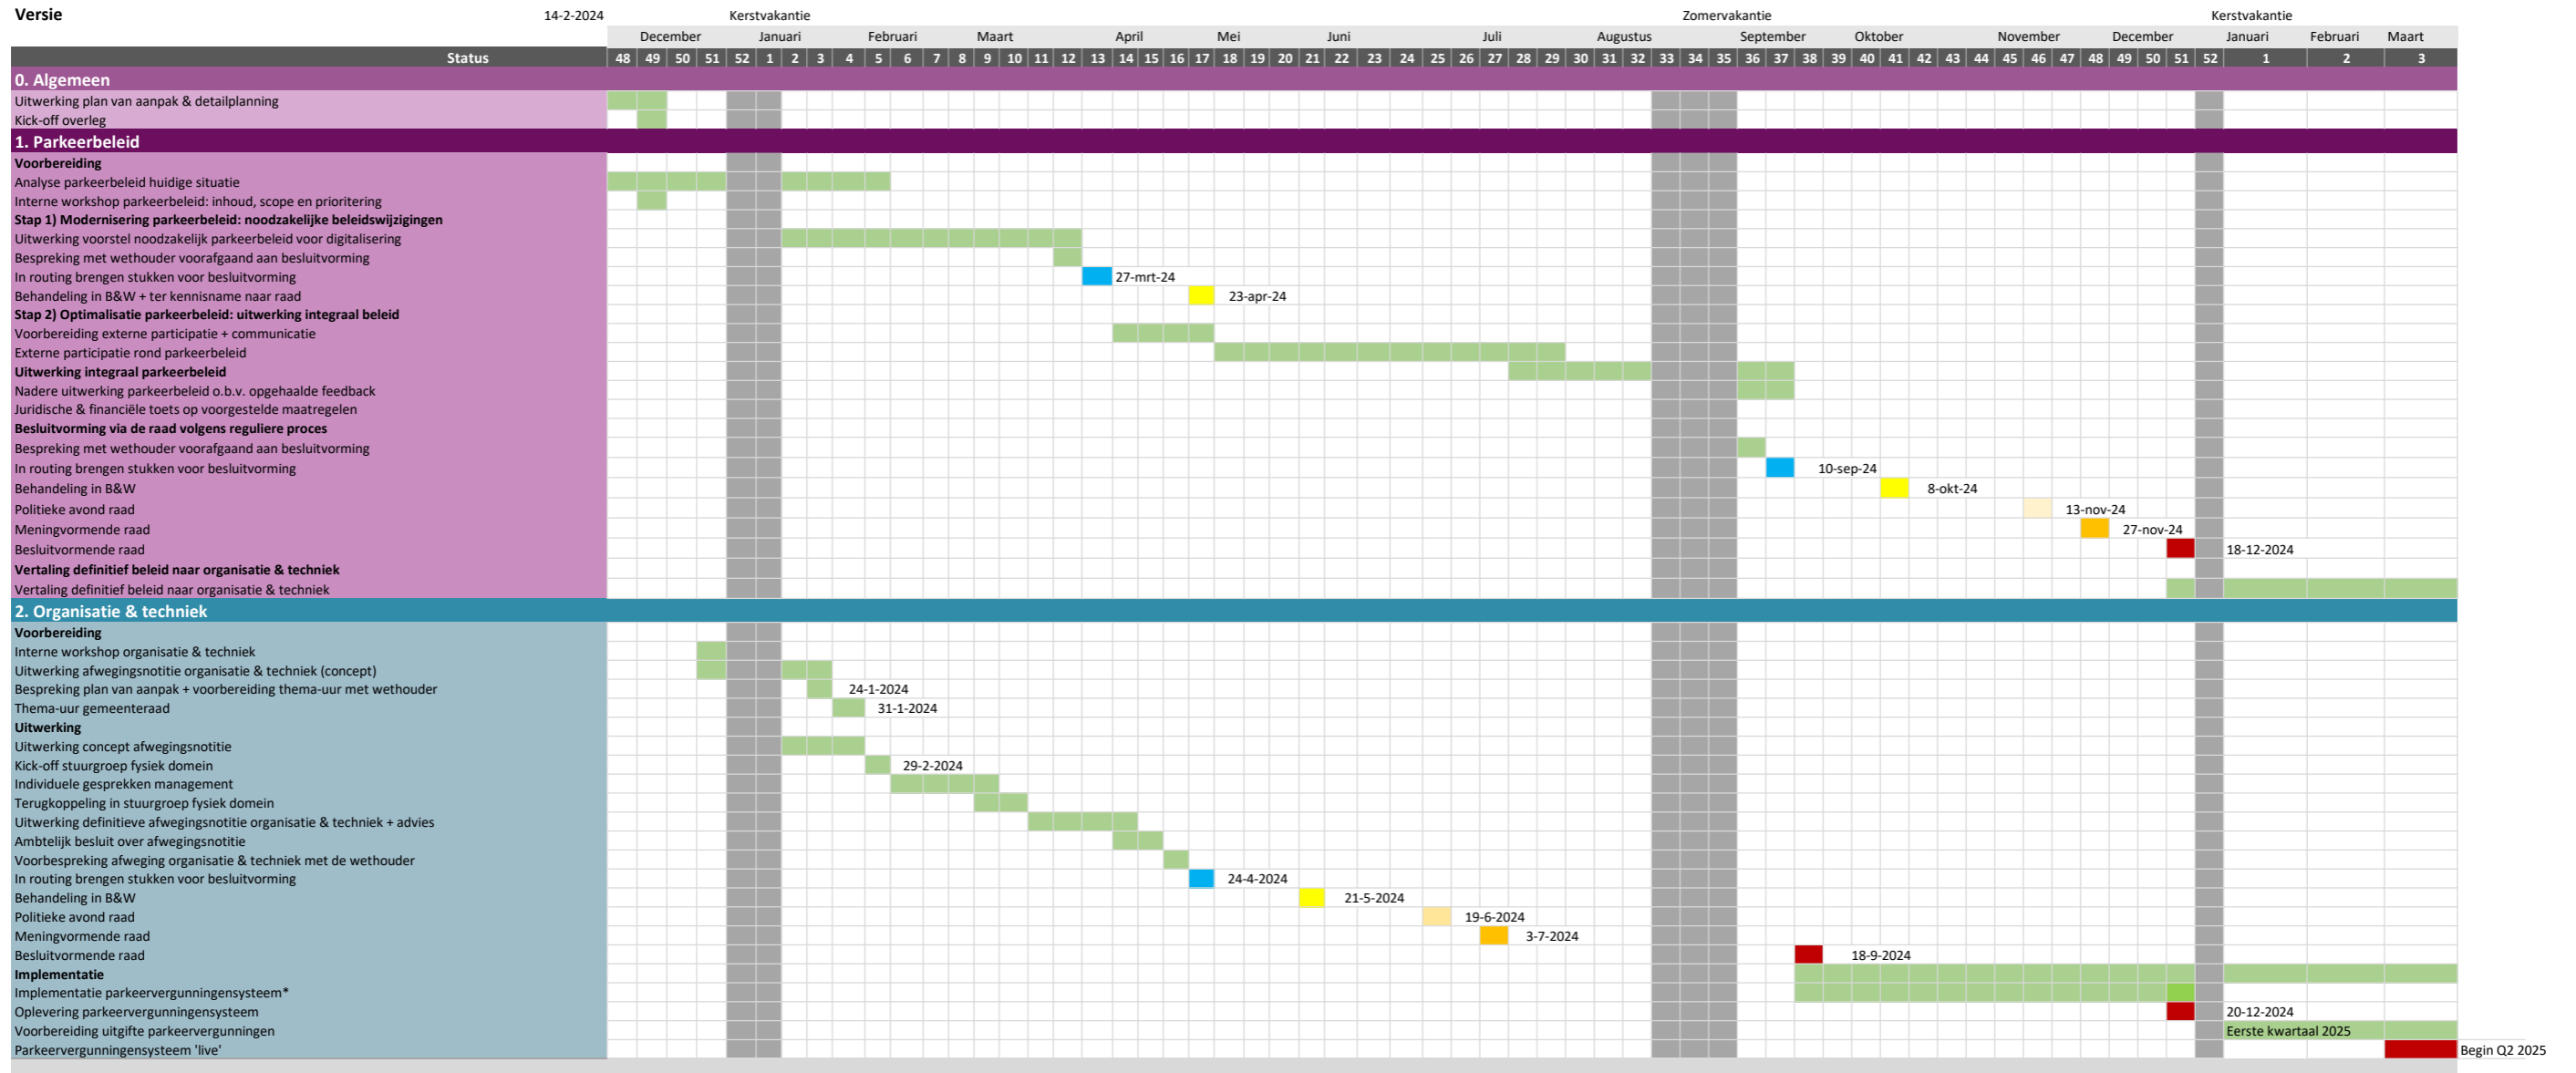 Versie 14-2-2024 Kerstvakantie Zomervakantie Kerstvakantie
December Januari Februari Maart April Mei Juni Juli Augustus September Oktober November December Januari Februari Maart
Status 48 49 50 51 52 1 2 3 4 5 6 7 8 9 10 11 12 13 14 15 16 17 18 19 20 21 22 23 24 25 26 27 28 29 30 31 32 33 34 35 36 37 38 39 40 41 42 43 44 45 46 47 48 49 50 51 52 1 2 3
0. Algemeen
Uitwerking plan van aanpak & detailplanning
Kick-off overleg
1. Parkeerbeleid
Voorbereiding
Analyse parkeerbeleid huidige situatie
Interne workshop parkeerbeleid: inhoud, scope en prioritering
Stap 1) Modernisering parkeerbeleid: noodzakelijke beleidswijzigingen
Uitwerking voorstel noodzakelijk parkeerbeleid voor digitalisering
Bespreking met wethouder voorafgaand aan besluitvorming
In routing brengen stukken voor besluitvorming 27-mrt-24
Behandeling in B&W + ter kennisname naar raad 23-apr-24
Stap 2) Optimalisatie parkeerbeleid: uitwerking integraal beleid
Voorbereiding externe participatie + communicatie
Externe participatie rond parkeerbeleid
Uitwerking integraal parkeerbeleid
Nadere uitwerking parkeerbeleid o.b.v. opgehaalde feedback
Juridische & financiële toets op voorgestelde maatregelen
Besluitvorming via de raad volgens reguliere proces
Bespreking met wethouder voorafgaand aan besluitvorming
In routing brengen stukken voor besluitvorming 10-sep-24
Behandeling in B&W 8-okt-24
Politieke avond raad 13-nov-24
Meningvormende raad 27-nov-24
Besluitvormende raad 18-12-2024
Vertaling definitief beleid naar organisatie & techniek
Vertaling definitief beleid naar organisatie & techniek
2. Organisatie & techniek
Voorbereiding
Interne workshop organisatie & techniek
Uitwerking afwegingsnotitie organisatie & techniek (concept)
Bespreking plan van aanpak + voorbereiding thema-uur met wethouder 24-1-2024
Thema-uur gemeenteraad 31-1-2024
Uitwerking
Uitwerking concept afwegingsnotitie
Kick-off stuurgroep fysiek domein 29-2-2024
Individuele gesprekken management
Terugkoppeling in stuurgroep fysiek domein
Uitwerking definitieve afwegingsnotitie organisatie & techniek + advies
Ambtelijk besluit over afwegingsnotitie
Voorbespreking afweging organisatie & techniek met de wethouder
In routing brengen stukken voor besluitvorming 24-4-2024
Behandeling in B&W 21-5-2024
Politieke avond raad 19-6-2024
Meningvormende raad 3-7-2024
Besluitvormende raad 18-9-2024
Implementatie
Implementatie parkeervergunningensysteem*
Oplevering parkeervergunningensysteem 20-12-2024
Voorbereiding uitgifte parkeervergunningen Eerste kwartaal 2025
Parkeervergunningensysteem 'live' Begin Q2 2025